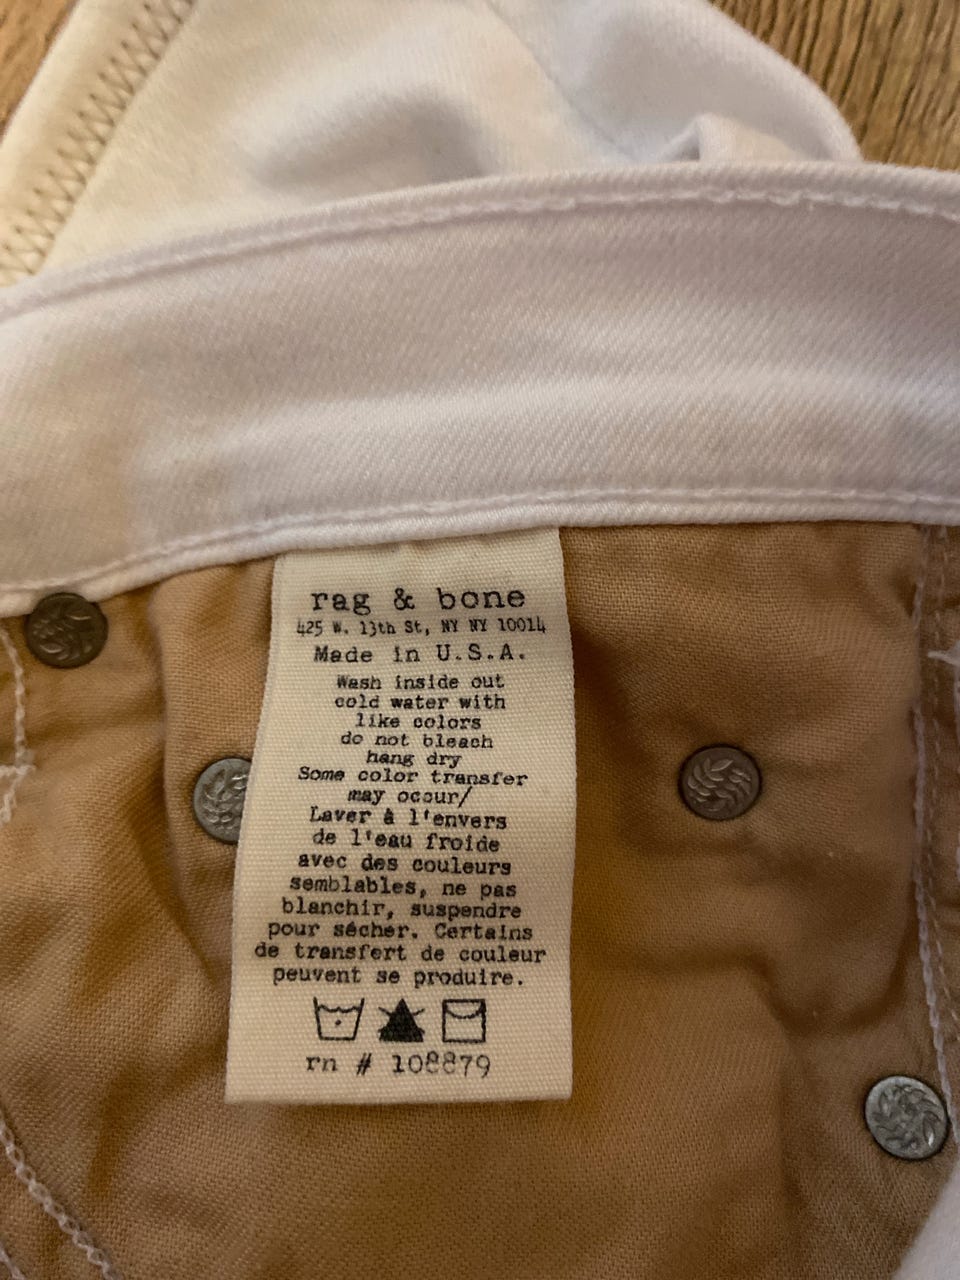 rag & bone
425 W. 13th St, NY NY 10014
Made in U.S.A.
Wash inside out
cold water with
like colors
do not bleach
hang dry
Some color transfer
may occur/
Laver à l'envers
de l'eau froide
avec des couleurs
semblables, ne pas
blanchir, suspendre
pour sécher. Certains
de transfert de couleur
peuvent se produire.
rn # 108879